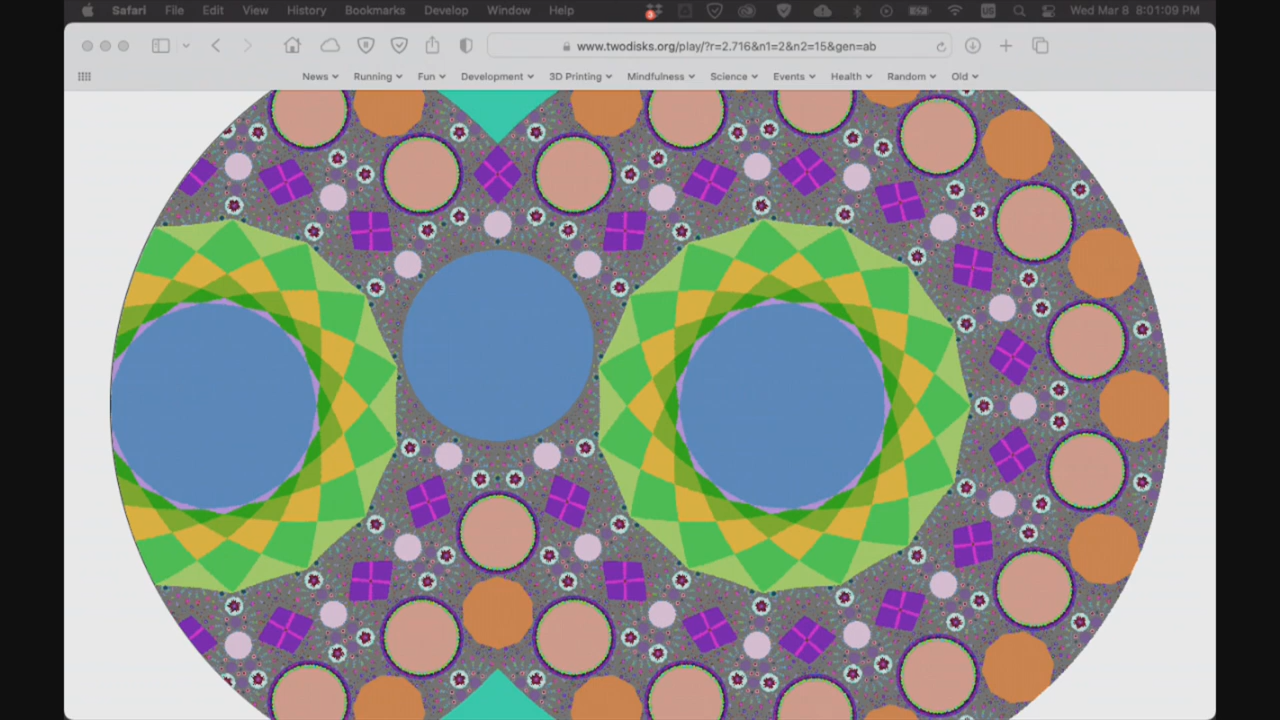 Safari File Edit View History Bookmarks Develop Window Help Wed Mar 8 8:01:09 PM
www.twodisks.org/play/?r=2.716&n1=2&n2=15&gen=ab
News Running Fun Development 3D Printing Mindfulness Science Events Health Random Old